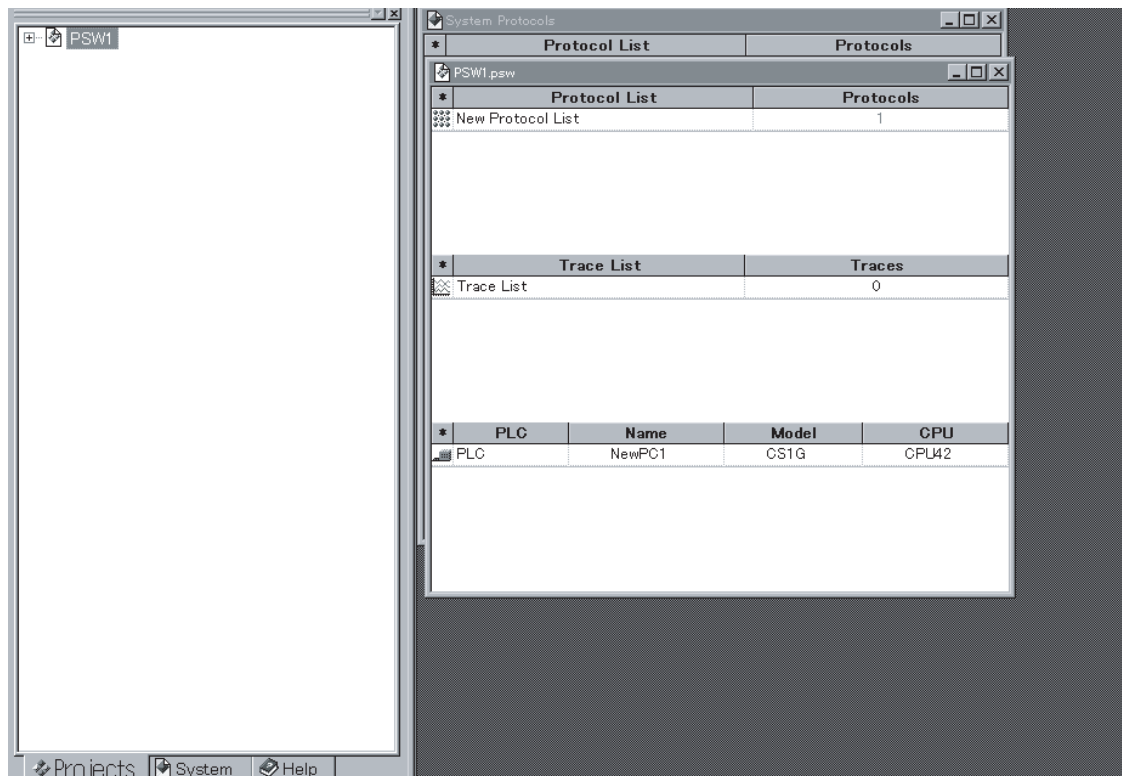 PSW1
System Protocols
* Protocol List Protocols
PSW1.psw
* Protocol List Protocols
New Protocol List 1
* Trace List Traces
Trace List 0
* PLC Name Model CPU
PLC NewPC1 CS1G CPU42
Projects System Help